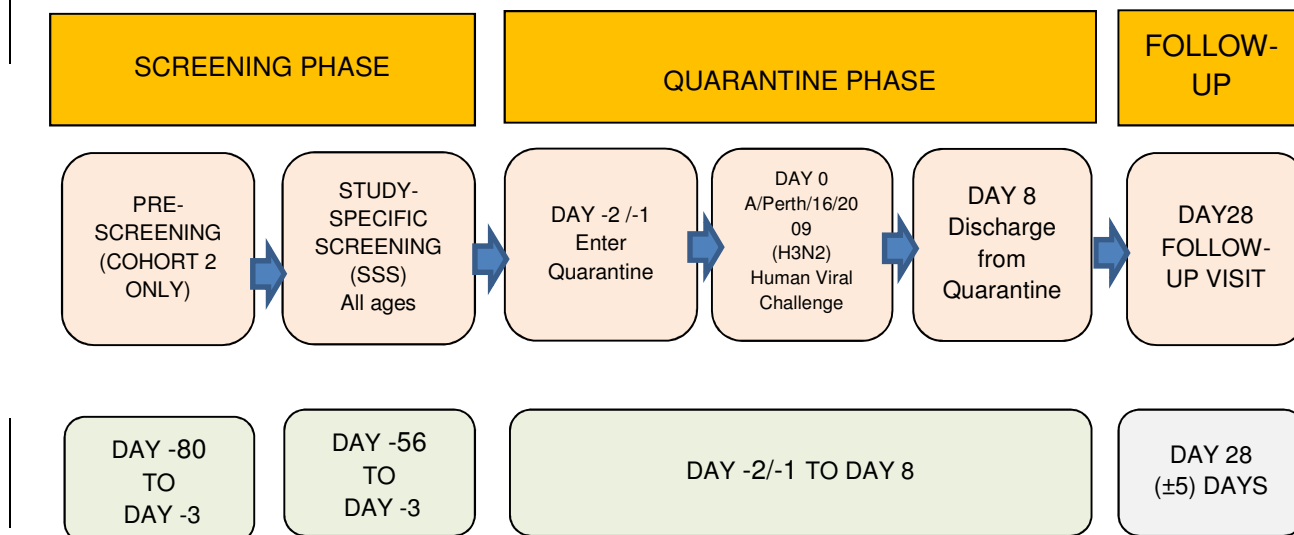 SCREENING PHASE
QUARANTINE PHASE
FOLLOW-
UP
PRE-
SCREENING
(COHORT 2
ONLY)
STUDY-
SPECIFIC
SCREENING
(SSS)
All ages
DAY -2 /-1
Enter
Quarantine
DAY 0
A/Perth/16/20
09
(H3N2)
Human Viral
Challenge
DAY 8
Discharge
from
Quarantine
DAY28
FOLLOW-
UP VISIT
DAY -80
TO
DAY -3
DAY -56
TO
DAY -3
DAY -2/-1 TO DAY 8
DAY 28
(±5) DAYS